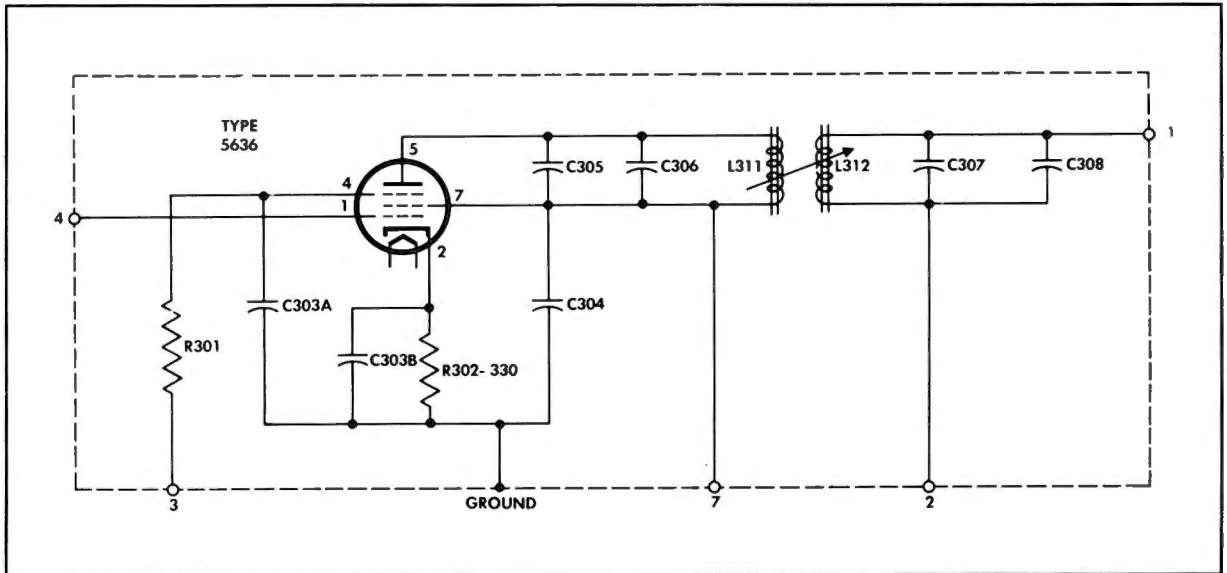 TYPE
5636
5
4
1
7
2
C305
C306
L311
L312
C307
C308
1
4
R301
C303A
C303B
R302- 330
C304
3
GROUND
7
2